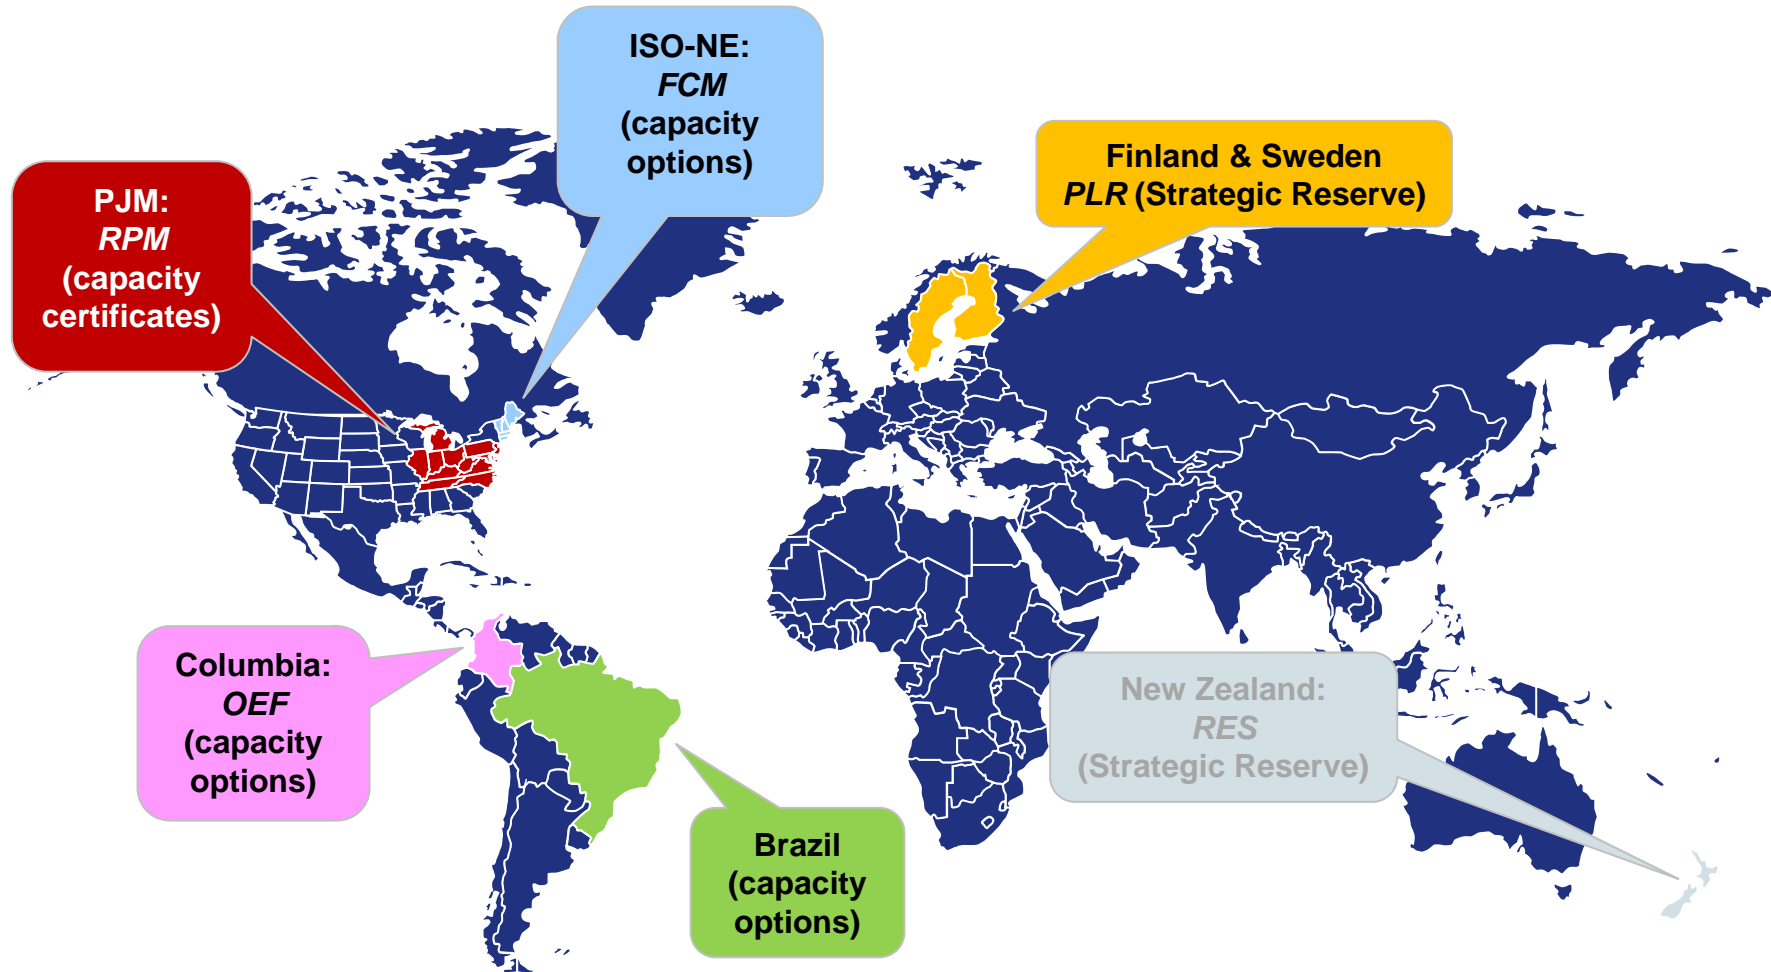 ISO-NE:
FCM
(capacity
options)
Finland & Sweden
PLR (Strategic Reserve)
PJM:
RPM
(capacity
certificates)
Columbia:
OEF
(capacity
options)
New Zealand:
RES
(Strategic Reserve)
Brazil
(capacity
options)